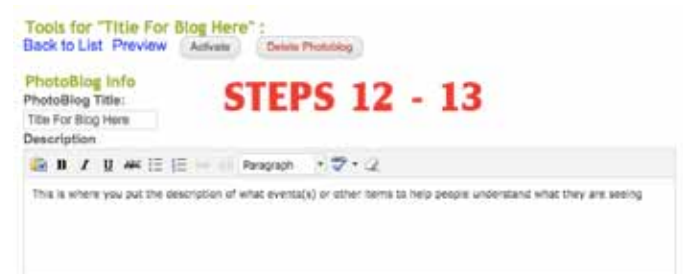 Tools for "Title For Blog Here" :
Back to List Preview Activate Delete Photoblog
PhotoBlog Info
STEPS 12 - 13
PhotoBlog Title:
Title For Blog Here
Description
B I U ABC Paragraph
This is where you put the description of what events(s) or other items to help people understand what they are seeing